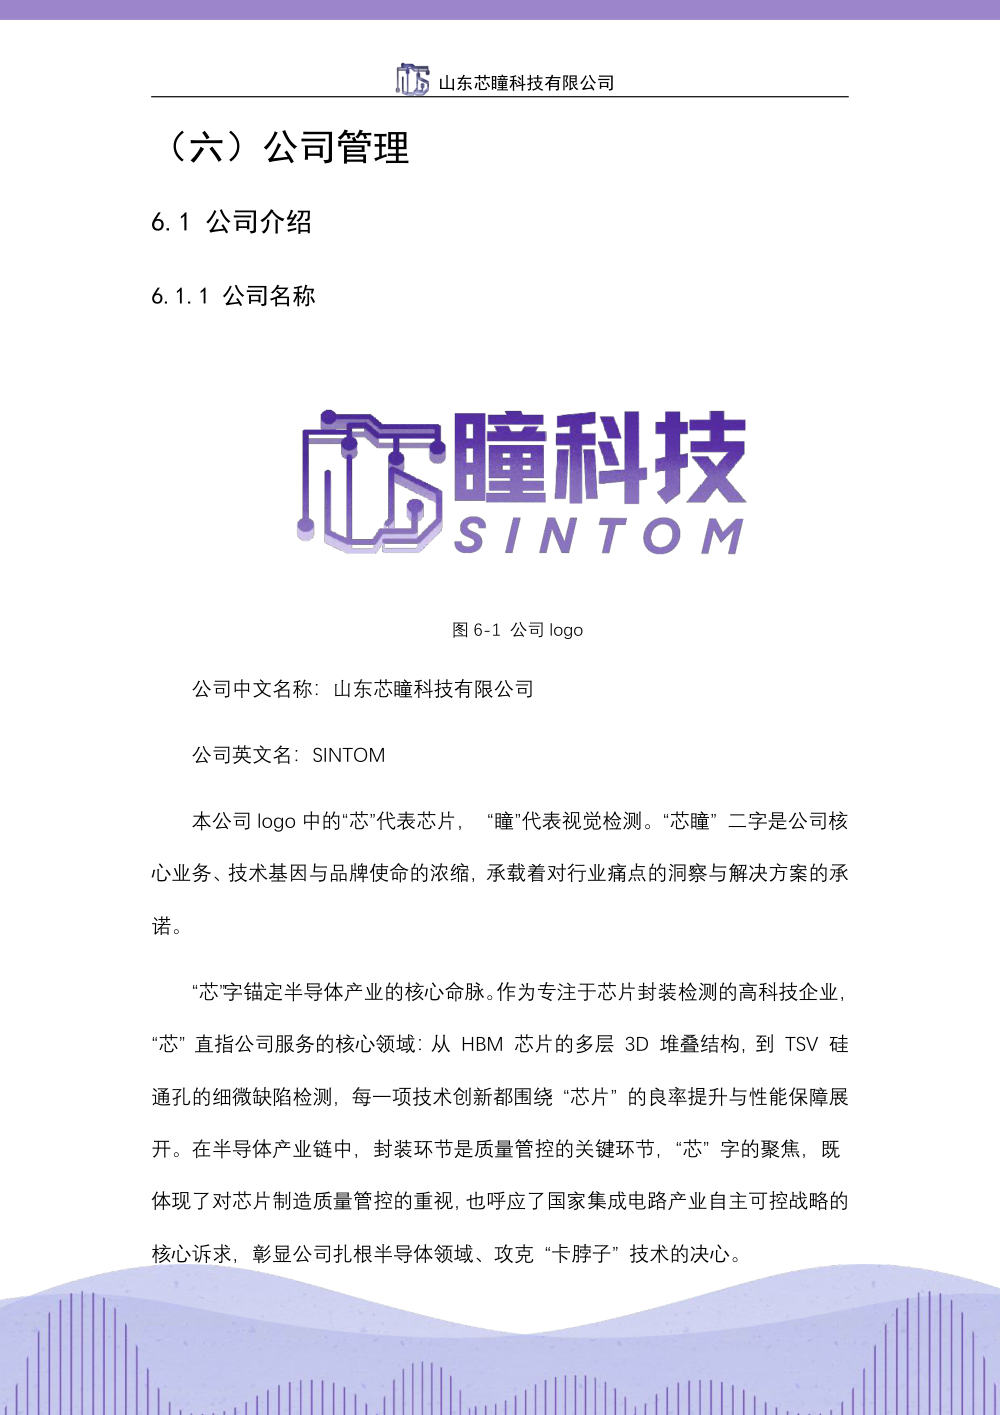 山东芯瞳科技有限公司
（六）公司管理
6.1 公司介绍
6.1.1 公司名称
芯瞳科技
SINTOM
图 6-1 公司 logo
公司中文名称：山东芯瞳科技有限公司
公司英文名：SINTOM
本公司 logo 中的“芯”代表芯片， “瞳”代表视觉检测。“芯瞳” 二字是公司核
心业务、技术基因与品牌使命的浓缩，承载着对行业痛点的洞察与解决方案的承
诺。
“芯”字锚定半导体产业的核心命脉。作为专注于芯片封装检测的高科技企业，
“芯” 直指公司服务的核心领域：从 HBM 芯片的多层 3D 堆叠结构，到 TSV 硅
通孔的细微缺陷检测，每一项技术创新都围绕 “芯片” 的良率提升与性能保障展
开。在半导体产业链中，封装环节是质量管控的关键环节，“芯” 字的聚焦，既
体现了对芯片制造质量管控的重视，也呼应了国家集成电路产业自主可控战略的
核心诉求，彰显公司扎根半导体领域、攻克 “卡脖子” 技术的决心。